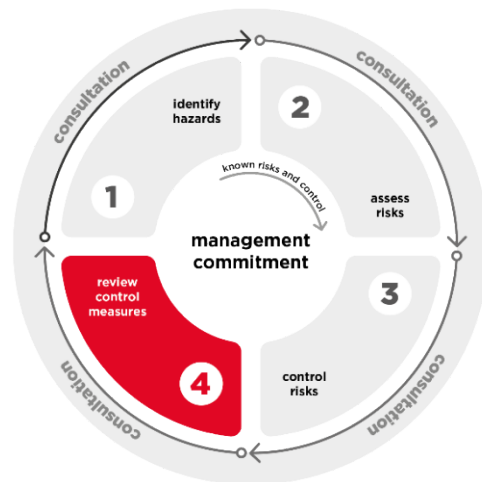 consultation
consultation
identify
hazards
2
known risks and control
1
assess
risks
management
commitment
review
control
measures
3
4
control
risks
consultation
consultation